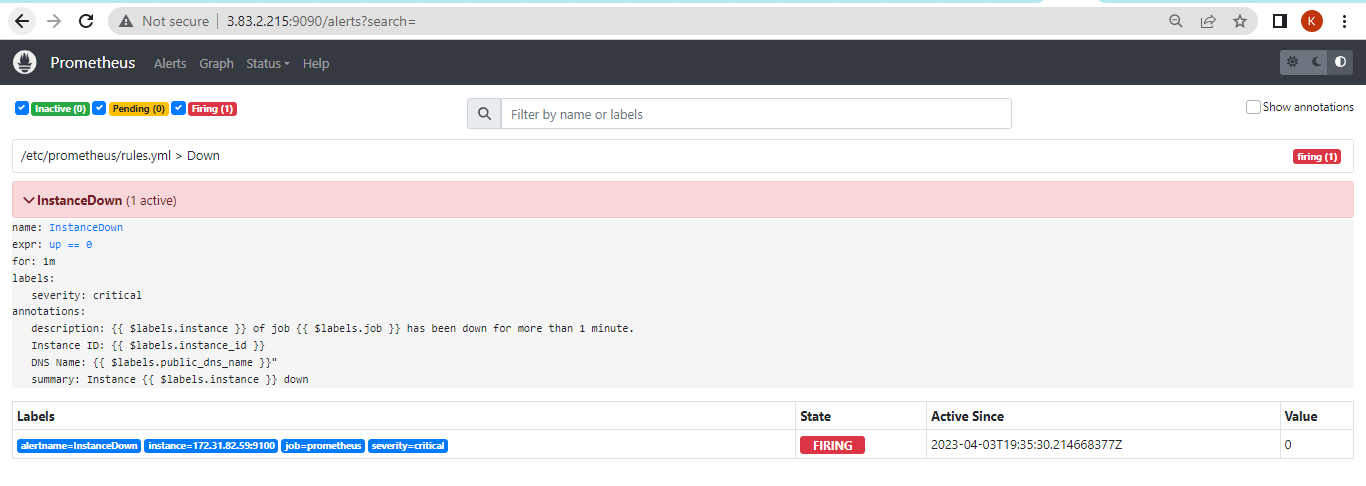 Not secure 3.83.2.215:9090/alerts?search=
K
Prometheus Alerts Graph Status Help
Inactive (0) Pending (0) Firing (1) Filter by name or labels Show annotations
/etc/prometheus/rules.yml > Down firing (1)
InstanceDown (1 active)
name: InstanceDown
expr: up == 0
for: 1m
labels:
severity: critical
annotations:
description: {{ $labels.instance }} of job {{ $labels.job }} has been down for more than 1 minute.
Instance ID: {{ $labels.instance_id }}
DNS Name: {{ $labels.public_dns_name }}"
summary: Instance {{ $labels.instance }} down
Labels State Active Since Value
alertname=InstanceDown instance=172.31.82.59:9100 job=prometheus severity=critical FIRING 2023-04-03T19:35:30.214668377Z 0